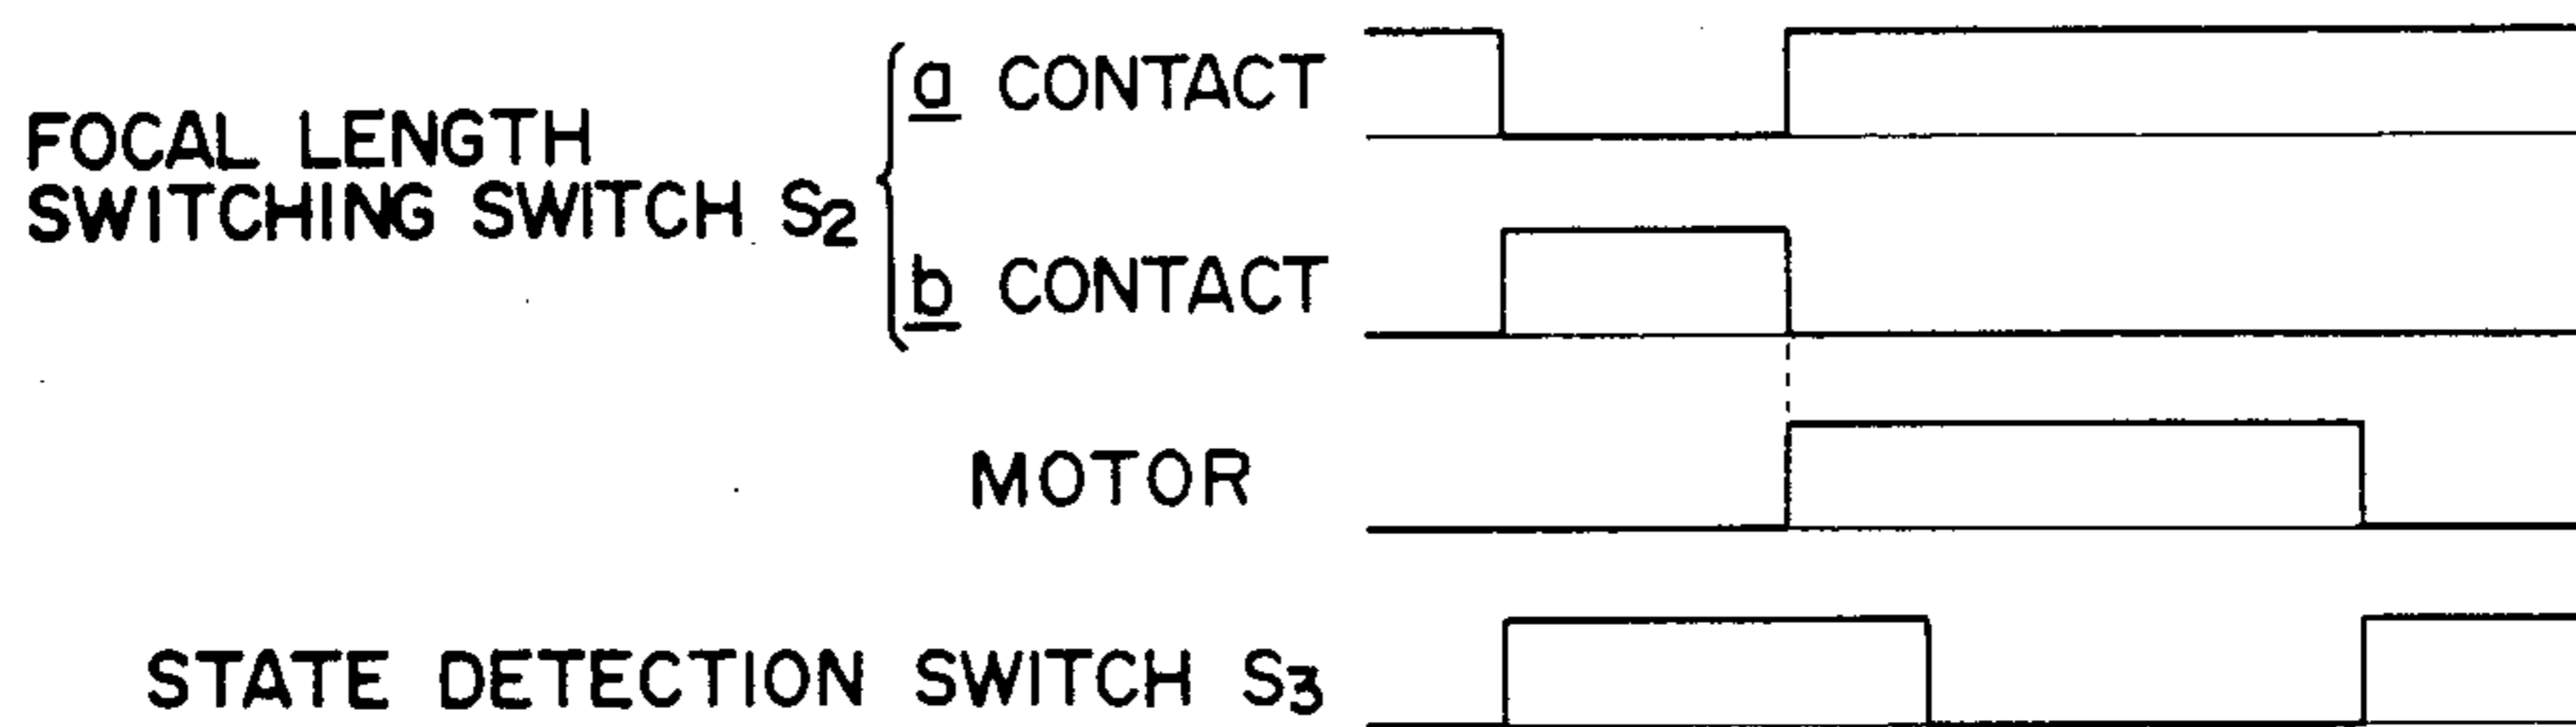 a CONTACT
FOCAL LENGTH
SWITCHING SWITCH S2
b CONTACT
MOTOR
STATE DETECTION SWITCH S3